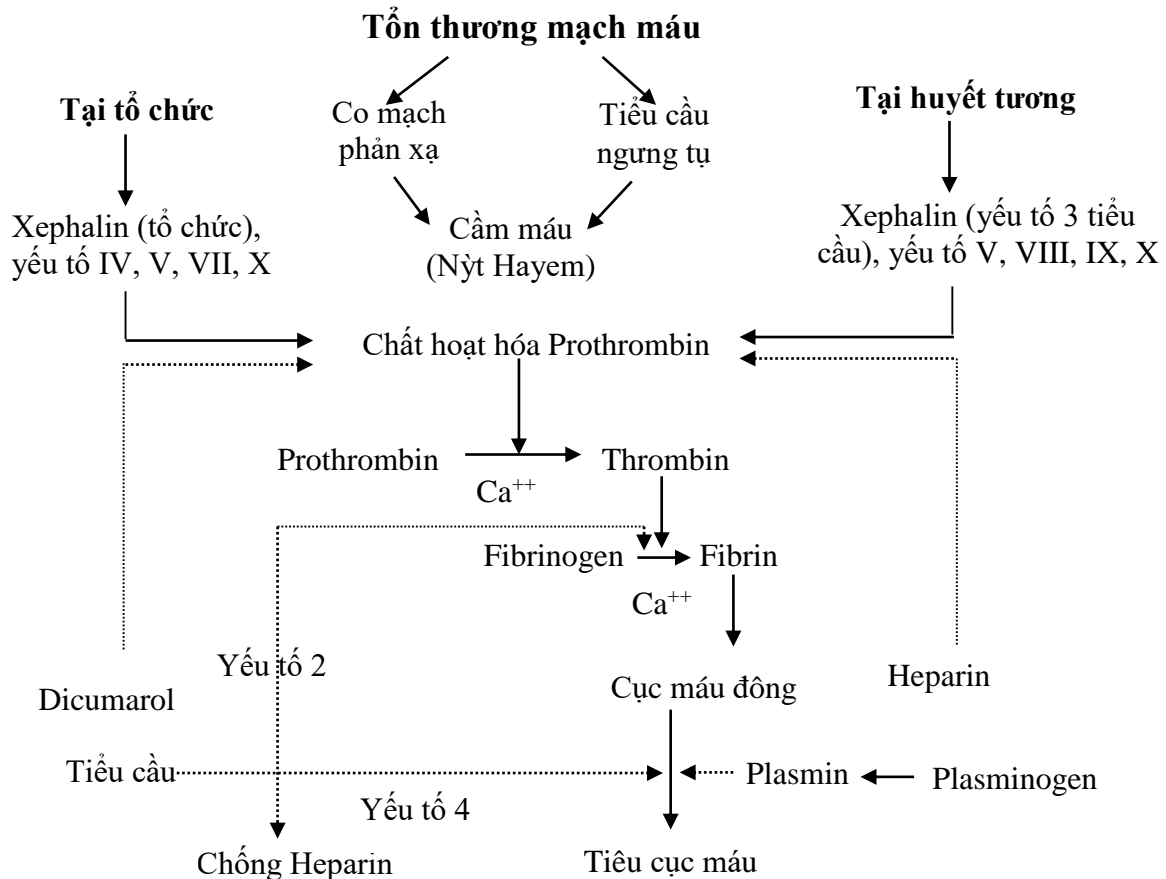 Tổn thương mạch máu
Tại tổ chức
Co mạch
phản xạ
Tiểu cầu
ngưng tụ
Tại huyết tương
Xephalin (tổ chức),
yếu tố IV, V, VII, X
Cầm máu
(Nỳt Hayem)
Xephalin (yếu tố 3 tiểu
cầu), yếu tố V, VIII, IX, X
Chất hoạt hóa Prothrombin
Prothrombin
Thrombin
Ca++
Fibrinogen
Fibrin
Ca++
Yếu tố 2
Dicumarol
Cục máu đông
Heparin
Tiểu cầu
Plasmin
Plasminogen
Yếu tố 4
Chống Heparin
Tiêu cục máu